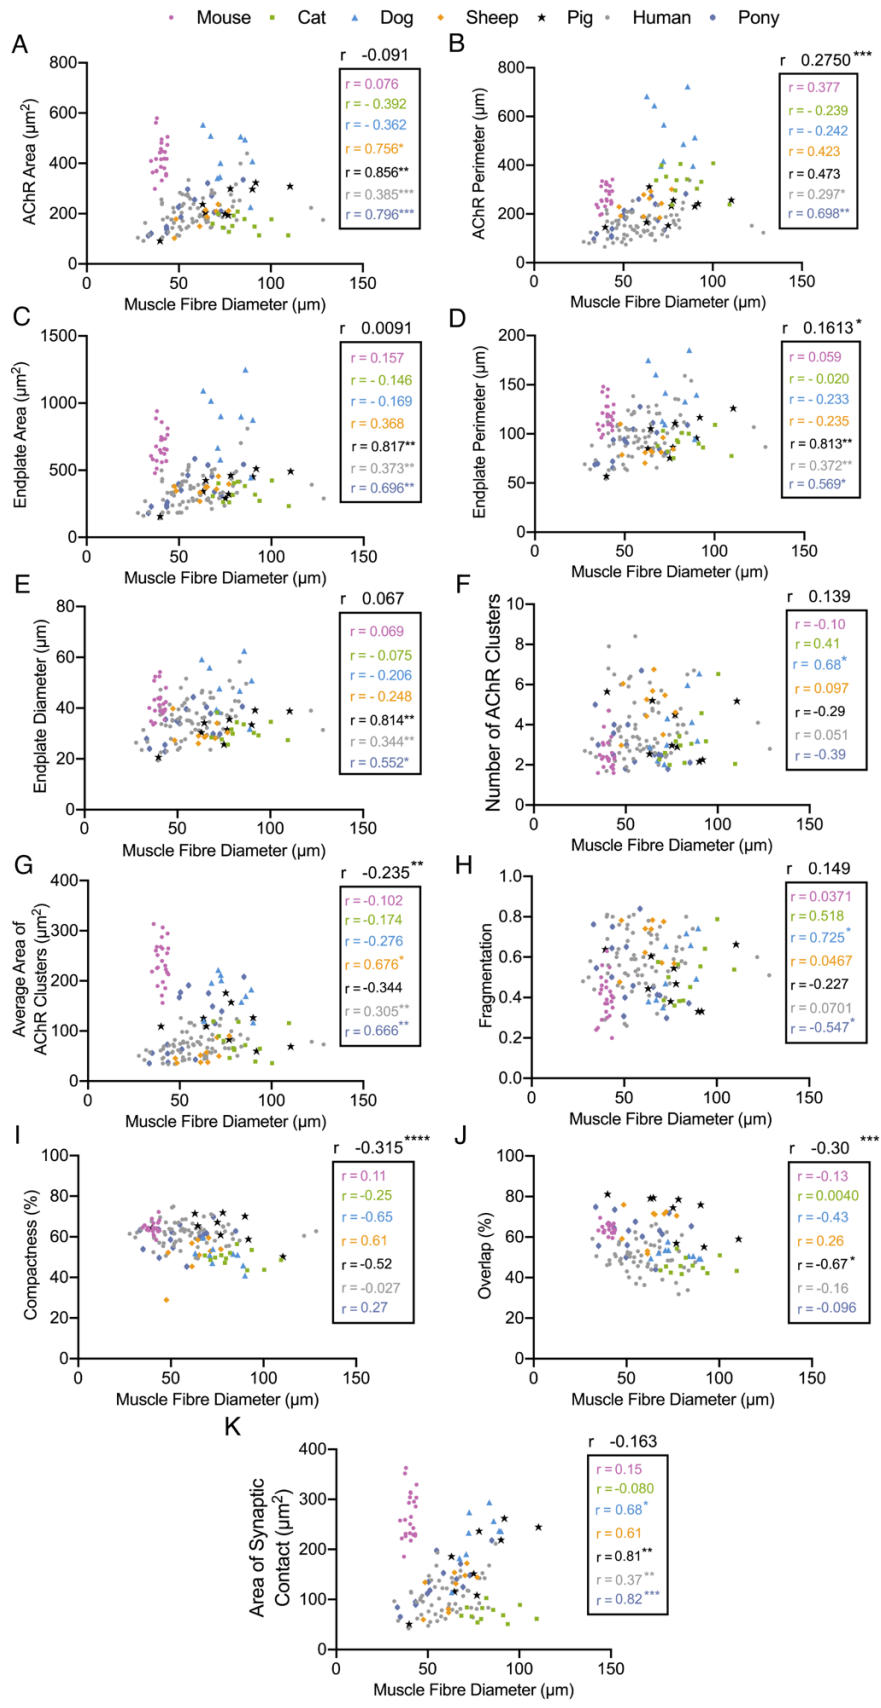 Mouse Cat Dog Sheep Pig Human Pony
A
r -0.091
800
600
400
200
0
AChR Area (µm²)
0 50 100 150
Muscle Fibre Diameter (µm)
r = 0.076
r = - 0.392
r = - 0.362
r = 0.756*
r = 0.856**
r = 0.385***
r = 0.796***
B
r 0.2750 ***
800
600
400
200
0
AChR Perimeter (µm)
0 50 100 150
Muscle Fibre Diameter (µm)
r = 0.377
r = - 0.239
r = - 0.242
r = 0.423
r = 0.473
r = 0.297*
r = 0.698**
C
r 0.0091
1500
1000
500
0
Endplate Area (µm²)
0 50 100 150
Muscle Fibre Diameter (µm)
r = 0.157
r = - 0.146
r = - 0.169
r = 0.368
r = 0.817**
r = 0.373**
r = 0.696**
D
r 0.1613 *
200
150
100
50
0
Endplate Perimeter (µm)
0 50 100 150
Muscle Fibre Diameter (µm)
r = 0.059
r = - 0.020
r = - 0.233
r = - 0.235
r = 0.813**
r = 0.372**
r = 0.569*
E
r 0.067
80
60
40
20
0
Endplate Diameter (µm)
0 50 100 150
Muscle Fibre Diameter (µm)
r = 0.069
r = - 0.075
r = - 0.206
r = - 0.248
r = 0.814**
r = 0.344**
r = 0.552*
F
r 0.139
10
8
6
4
2
0
Number of AChR Clusters
0 50 100 150
Muscle Fibre Diameter (µm)
r = -0.10
r = 0.41
r = 0.68*
r = 0.097
r = -0.29
r = 0.051
r = -0.39
G
r -0.235**
400
300
200
100
0
Average Area of
AChR Clusters (µm²)
0 50 100 150
Muscle Fibre Diameter (µm)
r = -0.102
r = -0.174
r = -0.276
r = 0.676*
r = -0.344
r = 0.305**
r = 0.666**
H
r 0.149
1.0
0.8
0.6
0.4
0.2
0.0
Fragmentation
0 50 100 150
Muscle Fibre Diameter (µm)
r = 0.0371
r = 0.518
r = 0.725*
r = 0.0467
r = -0.227
r = 0.0701
r = -0.547*
I
r -0.315****
100
80
60
40
20
0
Compactness (%)
0 50 100 150
Muscle Fibre Diameter (µm)
r = 0.11
r = -0.25
r = -0.65
r = 0.61
r = -0.52
r = -0.027
r = 0.27
J
r -0.30 ***
100
80
60
40
20
0
Overlap (%)
0 50 100 150
Muscle Fibre Diameter (µm)
r = -0.13
r = 0.0040
r = -0.43
r = 0.26
r = -0.67*
r = -0.16
r = -0.096
K
r -0.163
400
300
200
100
0
Area of Synaptic
Contact (µm²)
0 50 100 150
Muscle Fibre Diameter (µm)
r = 0.15
r = -0.080
r = 0.68*
r = 0.61
r = 0.81**
r = 0.37**
r = 0.82***